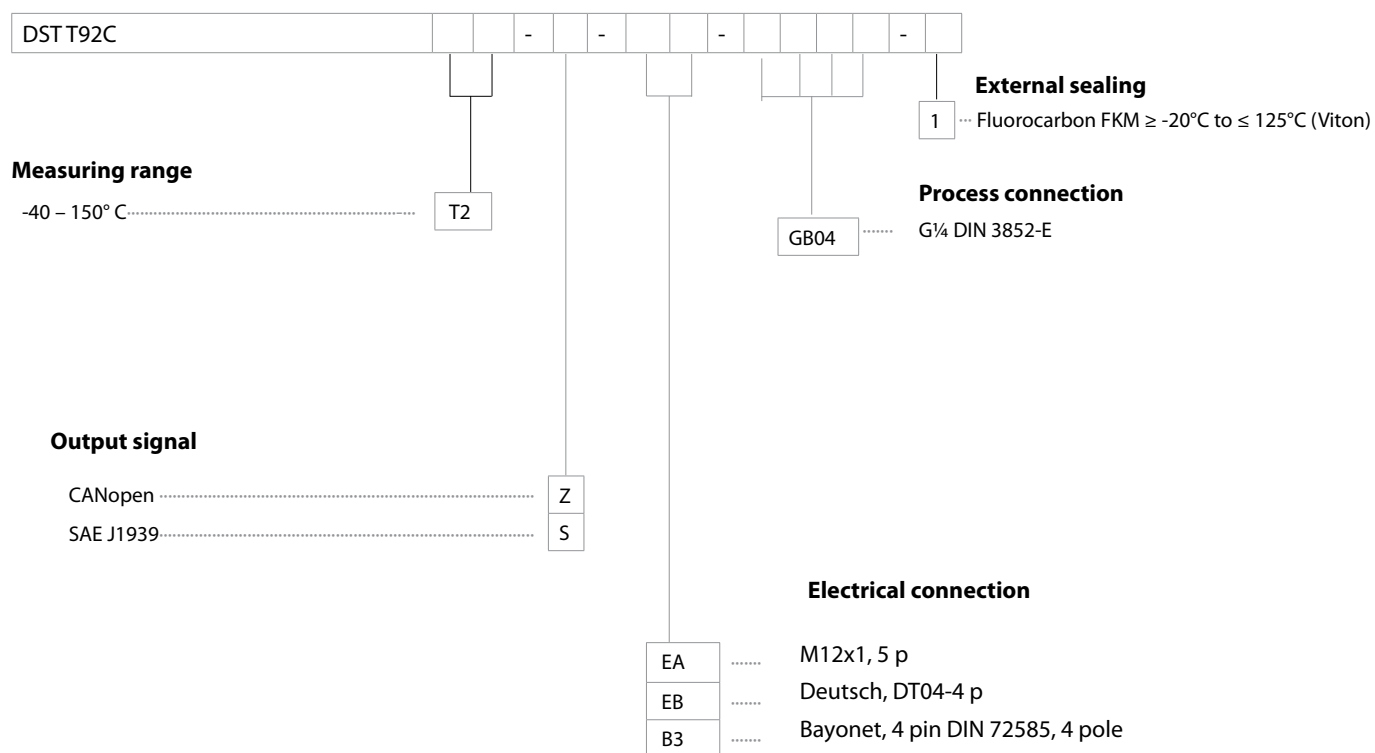 DST T92C - - - -
External sealing
1 Fluorocarbon FKM ≥ -20°C to ≤ 125°C (Viton)
Measuring range
-40 – 150° C T2
Process connection
GB04 G¼ DIN 3852-E
Output signal
CANopen Z
SAE J1939 S
Electrical connection
EA M12x1, 5 p
EB Deutsch, DT04-4 p
B3 Bayonet, 4 pin DIN 72585, 4 pole